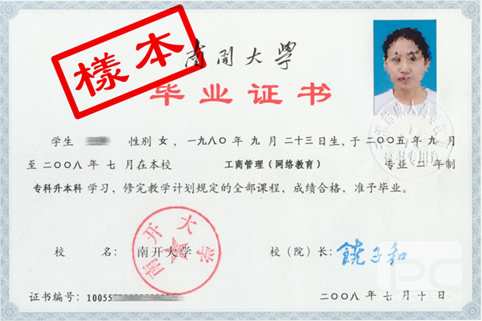 樣本
南開大學
毕业证书
学生 性别 女，一九八〇年 九 月 二十三日生，于二〇〇五年 九 月
至二〇〇八年 七 月在本校 工商管理（网络教育） 专业 二 年制
专科升本科 学习，修完教学计划规定的全部课程，成绩合格，准予毕业。
校 名： 南开大学 校（院）长： 饶子和
南开大学
证书编号：10055
二〇〇八年 七 月 十 日